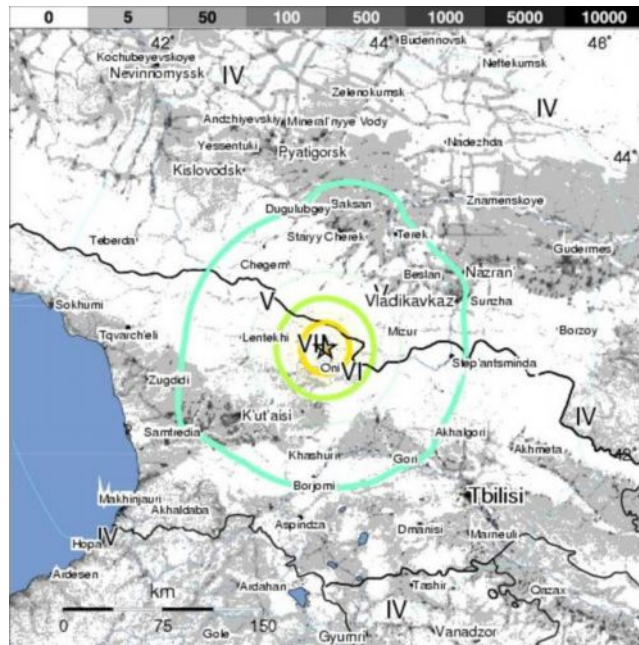 0 5 50 100 500 1000 5000 10000
42° 44° 46°
Budennovsk
Kochubeyevskoye
Neftekumsk
Nevinnomyssk IV
Zelenokumsk
IV
Andzhiyevskiy Mineral'nyye Vody
Yessentuki Nadezhda
Pyatigorsk
44°
Kislovodsk
Baksan Znamenskoye
Dugulubgey
Staryy Cherek Terek
Teberda
Gudermes
Chegem Beslan Nazran
V V
Vladikavkaz Sunzha
Sokhumi
Tqvarch'eli Lentekhi Mizur Borzoy
VII
Oni VI Step'antsminda
Zugdidi
K'ut'aisi IV
Samtredia Akhalgori
Khashuri Gori Akhmeta 42°
Borjomi
Makhinjauri Tbilisi
Akhaldaba
Aspindza Dmanisi
Hopa IV Marneuli
Ardesen
km Ardahan Tashir Qazax
0 75 150 IV
Gole Gyumri Vanadzor